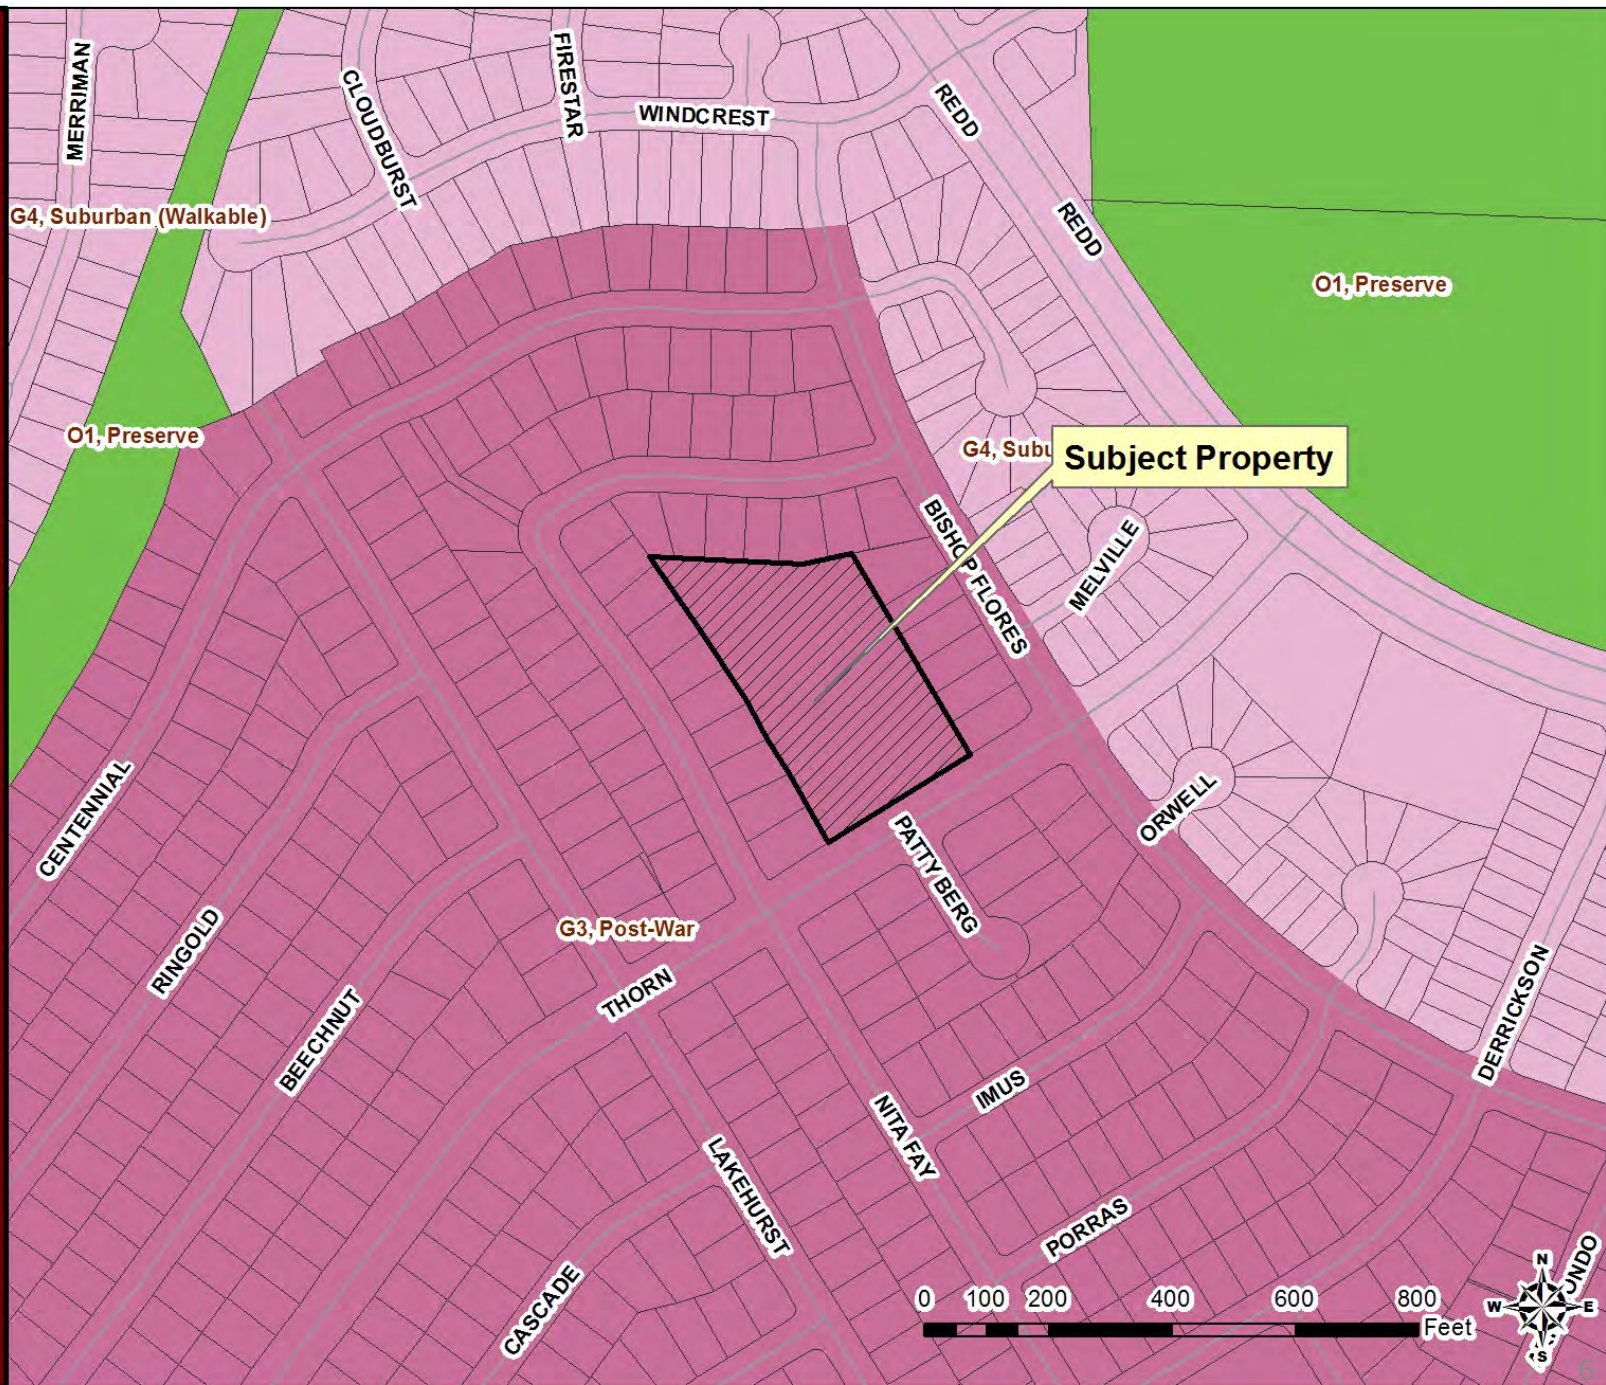 MERRIMAN
CLOUDBURST
FIRESTAR
WINDCREST
REDD
REDD
G4, Suburban (Walkable)
O1, Preserve
O1, Preserve
G4, Subu
Subject Property
BISHOP FLORES
MELVILLE
CENTENNIAL
RINGOLD
BEECHNUT
G3, Post-War
THORN
PATTY BERG
ORWELL
DERRICKSON
IMUS
NITA FAY
LAKEHURST
PORRAS
CASCADE
0 100 200 400 600 800
Feet
N
W E
S
6